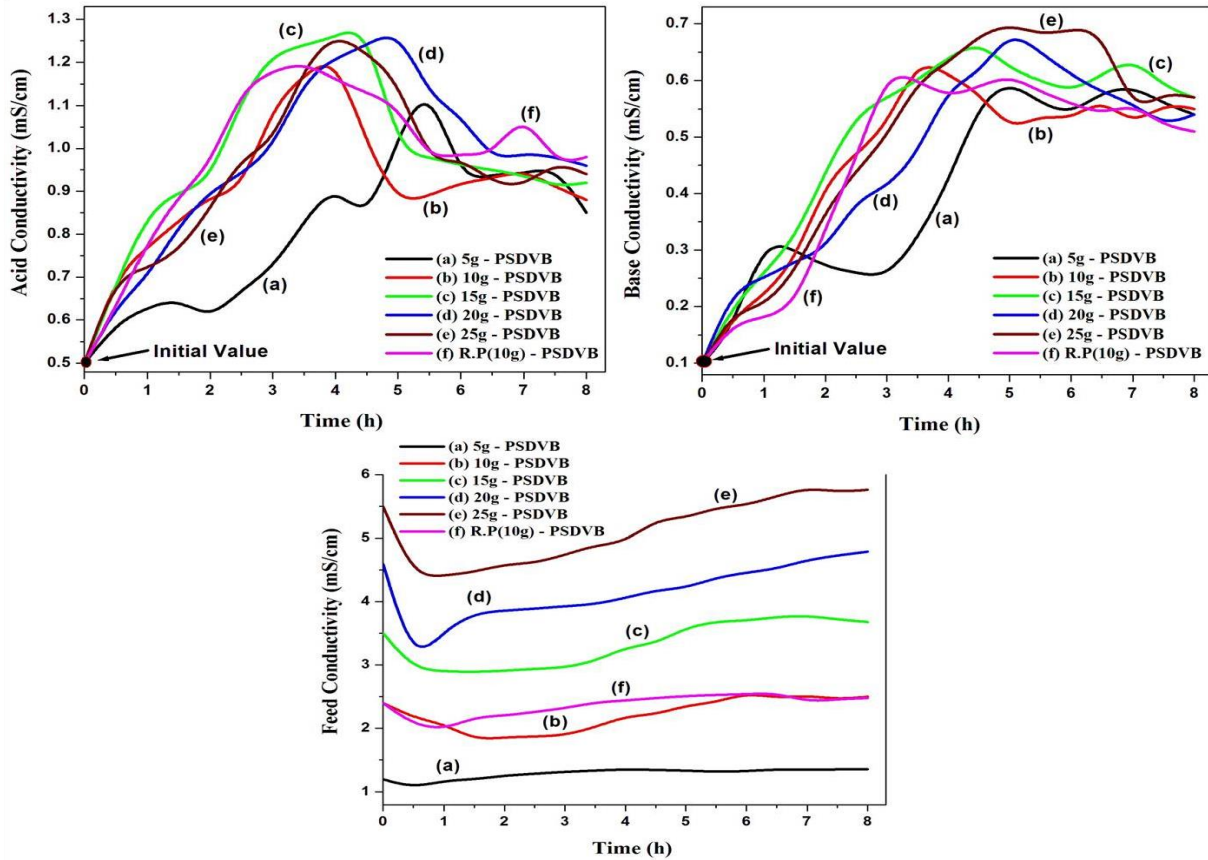 Acid Conductivity (mS/cm)
1.3
1.2
1.1
1.0
0.9
0.8
0.7
0.6
0.5
(c)
(e)
(d)
(f)
(b)
(e)
(a)
(a) 5g - PSDVB
(b) 10g - PSDVB
(c) 15g - PSDVB
(d) 20g - PSDVB
(e) 25g - PSDVB
(f) R.P(10g) - PSDVB
Initial Value
0 1 2 3 4 5 6 7 8
Time (h)
Base Conductivity (mS/cm)
0.7
0.6
0.5
0.4
0.3
0.2
0.1
(e)
(c)
(b)
(a)
(d)
(f)
(a) 5g - PSDVB
(b) 10g - PSDVB
(c) 15g - PSDVB
(d) 20g - PSDVB
(e) 25g - PSDVB
(f) R.P(10g) - PSDVB
Initial Value
0 1 2 3 4 5 6 7 8
Time (h)
(a) 5g - PSDVB
(b) 10g - PSDVB
(c) 15g - PSDVB
(d) 20g - PSDVB
(e) 25g - PSDVB
(f) R.P(10g) - PSDVB
Feed Conductivity (mS/cm)
6
5
4
3
2
1
(e)
(d)
(c)
(f)
(b)
(a)
0 1 2 3 4 5 6 7 8
Time (h)